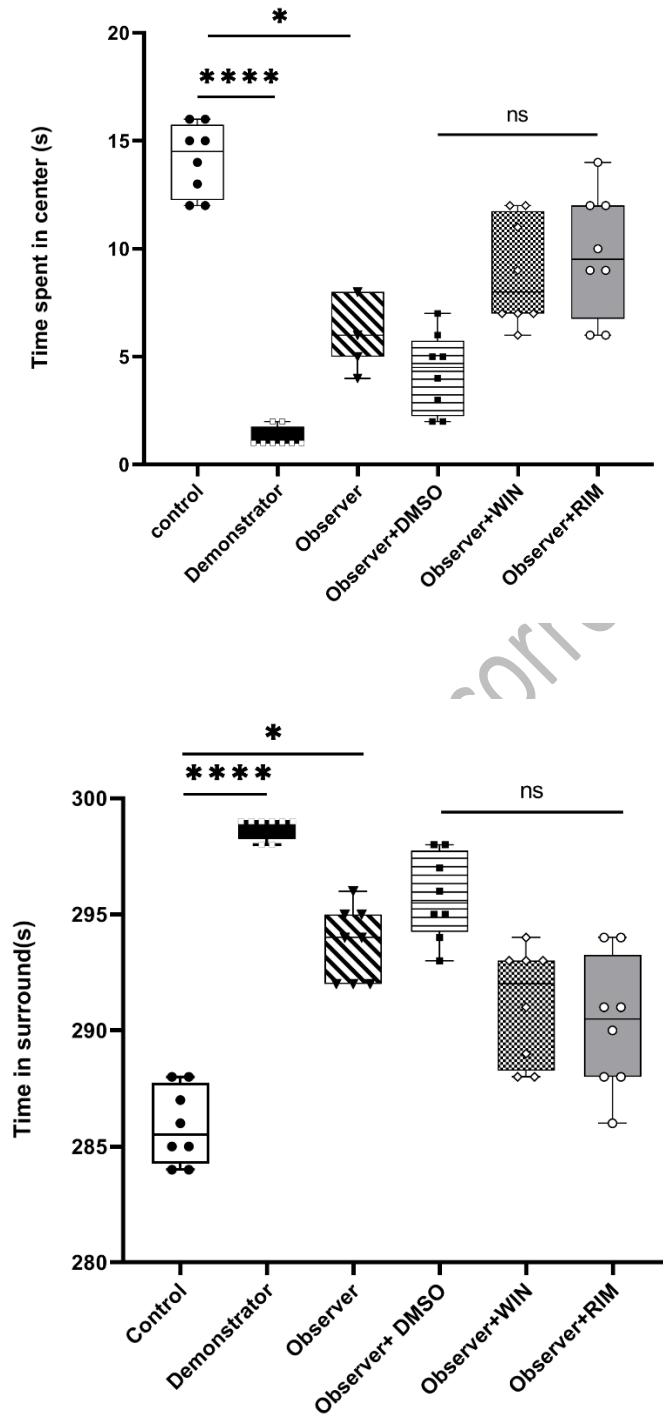 *
****
ns
20
15
10
5
0
Time spent in center (s)
control
Demonstrator
Observer
Observer+DMSO
Observer+WIN
Observer+RIM
*
****
ns
300
295
290
285
280
Time in surround(s)
Control
Demonstrator
Observer
Observer+ DMSO
Observer+WIN
Observer+RIM